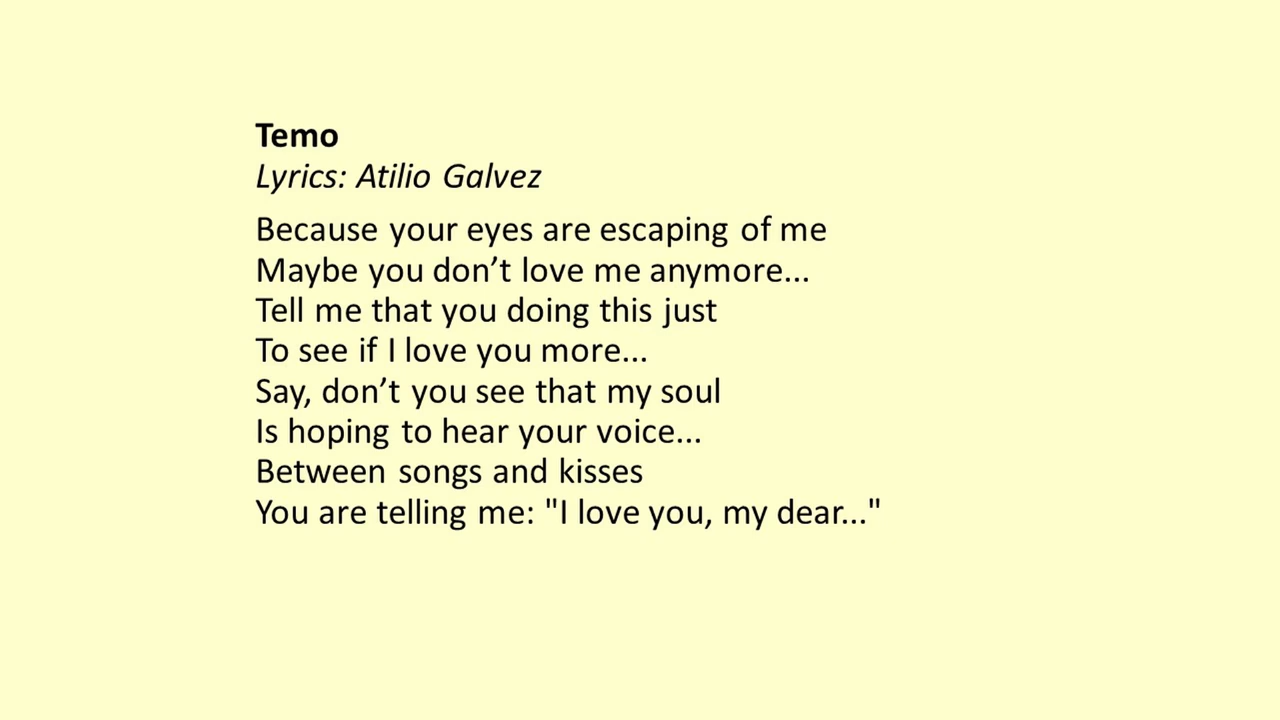 Temo
Lyrics: Atilio Galvez
Because your eyes are escaping of me
Maybe you don’t love me anymore...
Tell me that you doing this just
To see if I love you more...
Say, don’t you see that my soul
Is hoping to hear your voice...
Between songs and kisses
You are telling me: "I love you, my dear..."